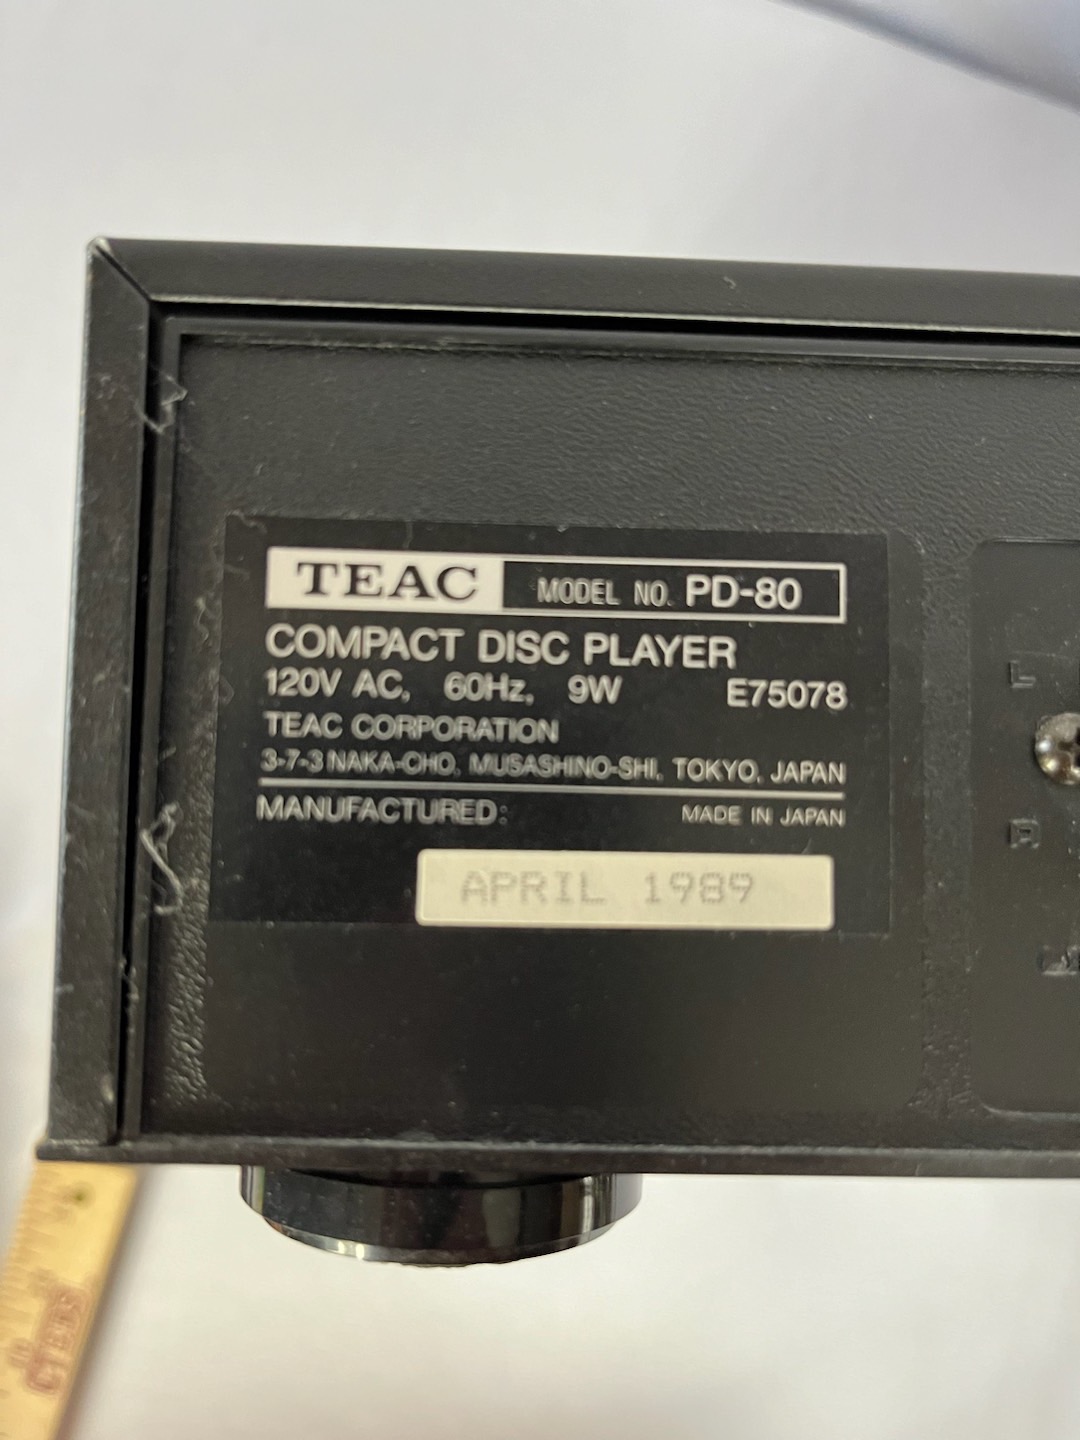 TEAC MODEL NO. PD-80
COMPACT DISC PLAYER
120V AC, 60Hz, 9W E75078
TEAC CORPORATION
3-7-3 NAKA-CHO, MUSASHINO-SHI, TOKYO, JAPAN
MANUFACTURED: MADE IN JAPAN
APRIL 1989
L
R